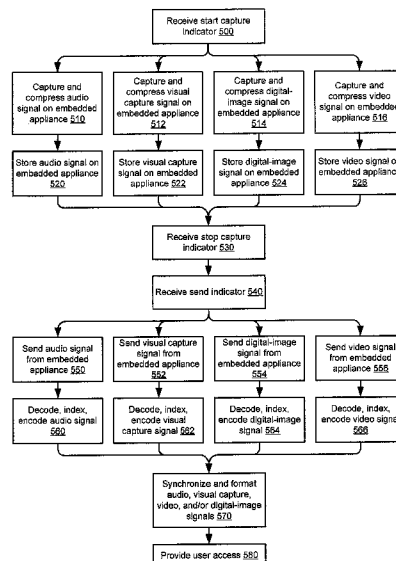 Receive start capture
indicator 500
Capture and
compress audio
signal on embedded
appliance 510
Capture and
compress visual
capture signal on
embedded
appliance 512
Capture and
compress digital-
image signal on
embedded
appliance 514
Capture and
compress video
signal on embedded
appliance 516
Store audio signal on
embedded appliance
520
Store visual capture
signal on embedded
appliance 522
Store digital-image
signal on embedded
appliance 524
Store video signal on
embedded appliance
526
Receive stop capture
indicator 530
Receive send indicator 540
Send audio signal
from embedded
appliance 550
Send visual capture
signal from embedded
appliance 552
Send digital-image
signal from embedded
appliance 554
Send video signal
from embedded
appliance 556
Decode, index,
encode audio signal
560
Decode, index,
encode visual
capture signal 562
Decode, index,
encode digital-image
signal 564
Decode, index,
encode video signal
566
Synchronize and format
audio, visual capture,
video, and/or digital-image
signals 570
Provide user access 580